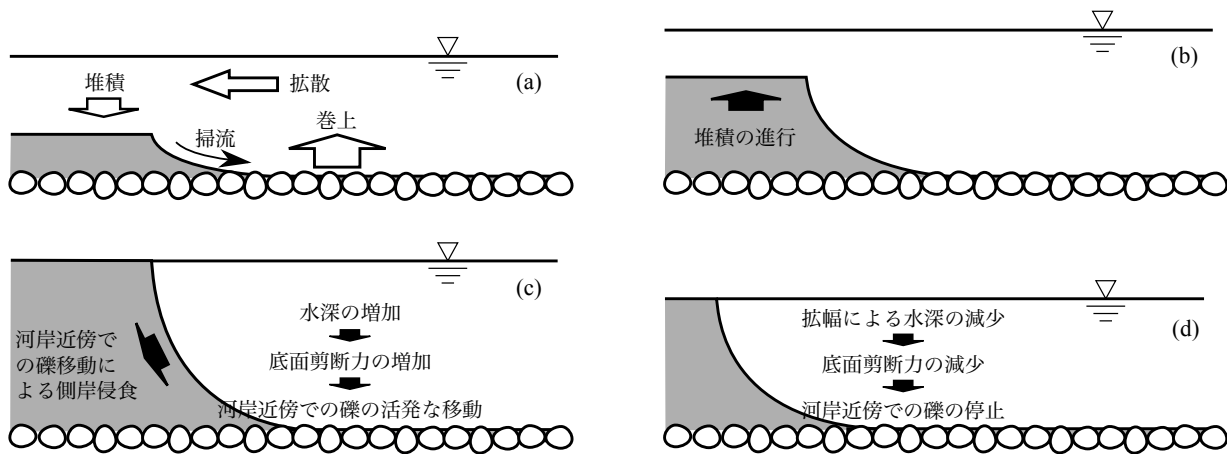 (a)
堆積
拡散
巻上
掃流
(b)
堆積の進行
(c)
水深の増加
底面剪断力の増加
河岸近傍での礫の活発な移動
河岸近傍で
の礫移動に
よる側岸侵食
(d)
拡幅による水深の減少
底面剪断力の減少
河岸近傍での礫の停止